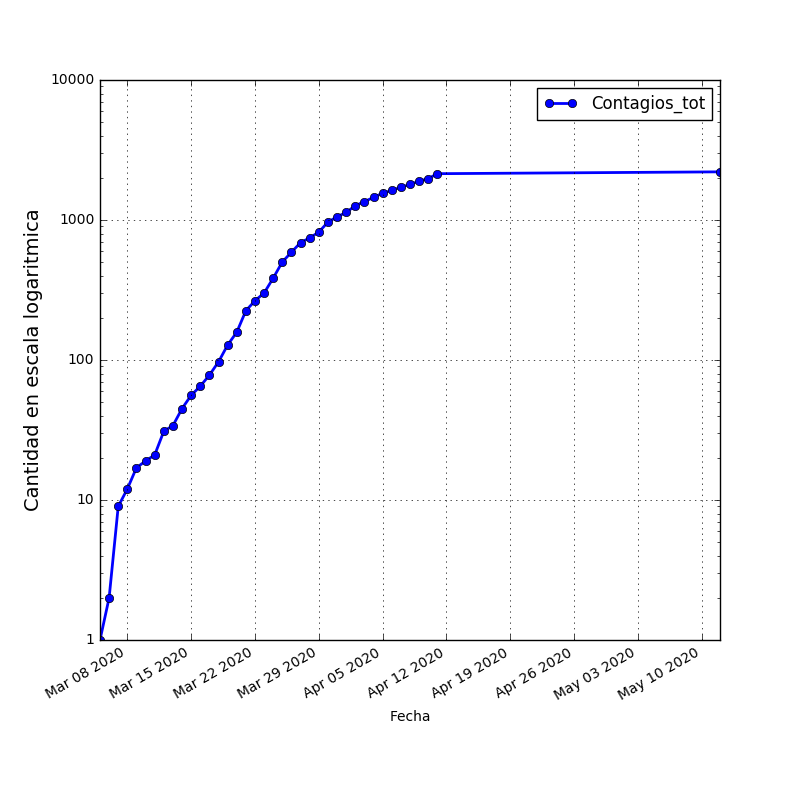 10000
Contagios_tot
1000
100
10
1
Cantidad en escala logaritmica
Mar 08 2020
Mar 15 2020
Mar 22 2020
Mar 29 2020
Apr 05 2020
Apr 12 2020
Apr 19 2020
Apr 26 2020
May 03 2020
May 10 2020
Fecha